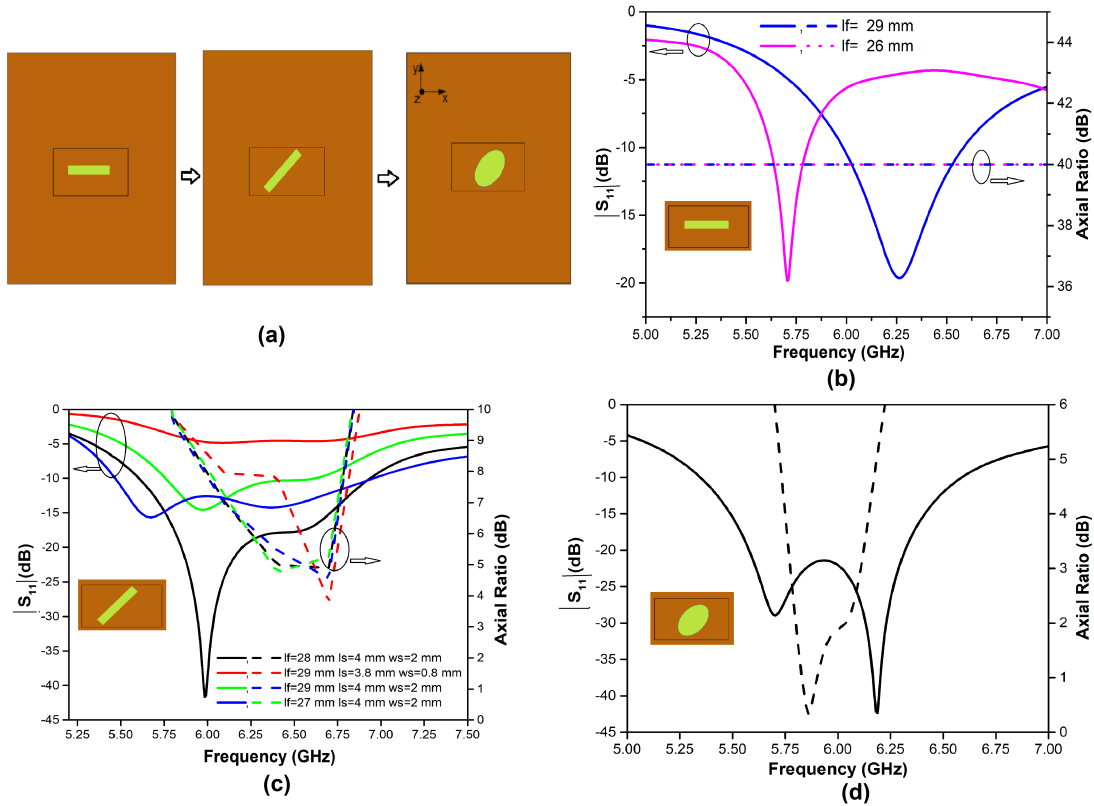 y
z
x
(a)
0
-5
-10
-15
-20
|S11|(dB)
5.00 5.25 5.50 5.75 6.00 6.25 6.50 6.75 7.00
Frequency (GHz)
44
42
40
38
36
Axial Ratio (dB)
, lf= 29 mm
, lf= 26 mm
(b)
0
-5
-10
-15
-20
-25
-30
-35
-40
-45
|S11|(dB)
5.25 5.50 5.75 6.00 6.25 6.50 6.75 7.00 7.25 7.50
Frequency (GHz)
10
9
8
7
6
5
4
3
2
1
0
Axial Ratio (dB)
, lf=28 mm ls=4 mm ws=2 mm
, lf=29 mm ls=3.8 mm ws=0.8 mm
, lf=29 mm ls=4 mm ws=2 mm
, lf=27 mm ls=4 mm ws=2 mm
(c)
0
-5
-10
-15
-20
-25
-30
-35
-40
-45
|S11| (dB)
5.00 5.25 5.50 5.75 6.00 6.25 6.50 6.75 7.00
Frequency (GHz)
6
5
4
3
2
1
0
Axial Ratio (dB)
(d)